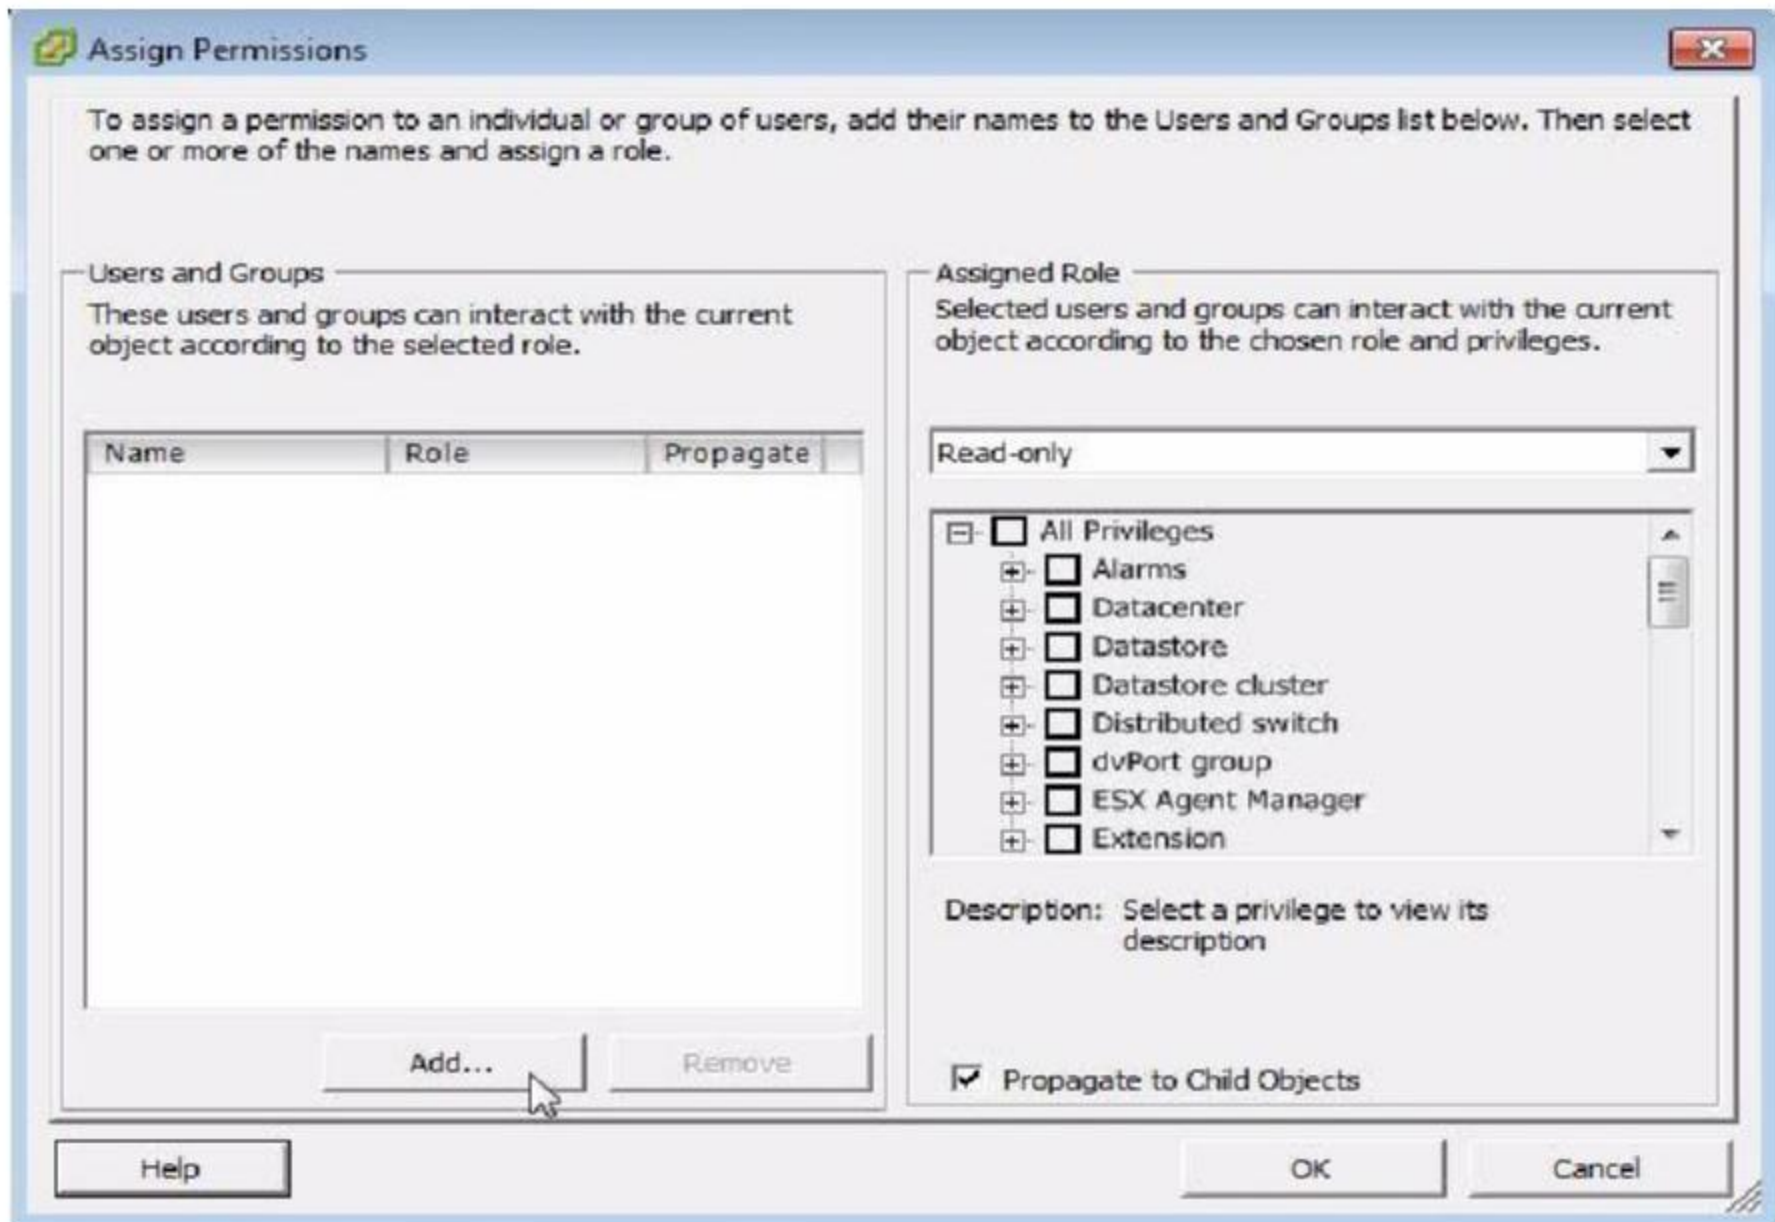 Assign Permissions
To assign a permission to an individual or group of users, add their names to the Users and Groups list below. Then select
one or more of the names and assign a role.
Users and Groups
These users and groups can interact with the current
object according to the selected role.
Name Role Propagate
Add... Remove
Assigned Role
Selected users and groups can interact with the current
object according to the chosen role and privileges.
Read-only
All Privileges
Alarms
Datacenter
Datastore
Datastore cluster
Distributed switch
dvPort group
ESX Agent Manager
Extension
Description: Select a privilege to view its
description
Propagate to Child Objects
Help OK Cancel